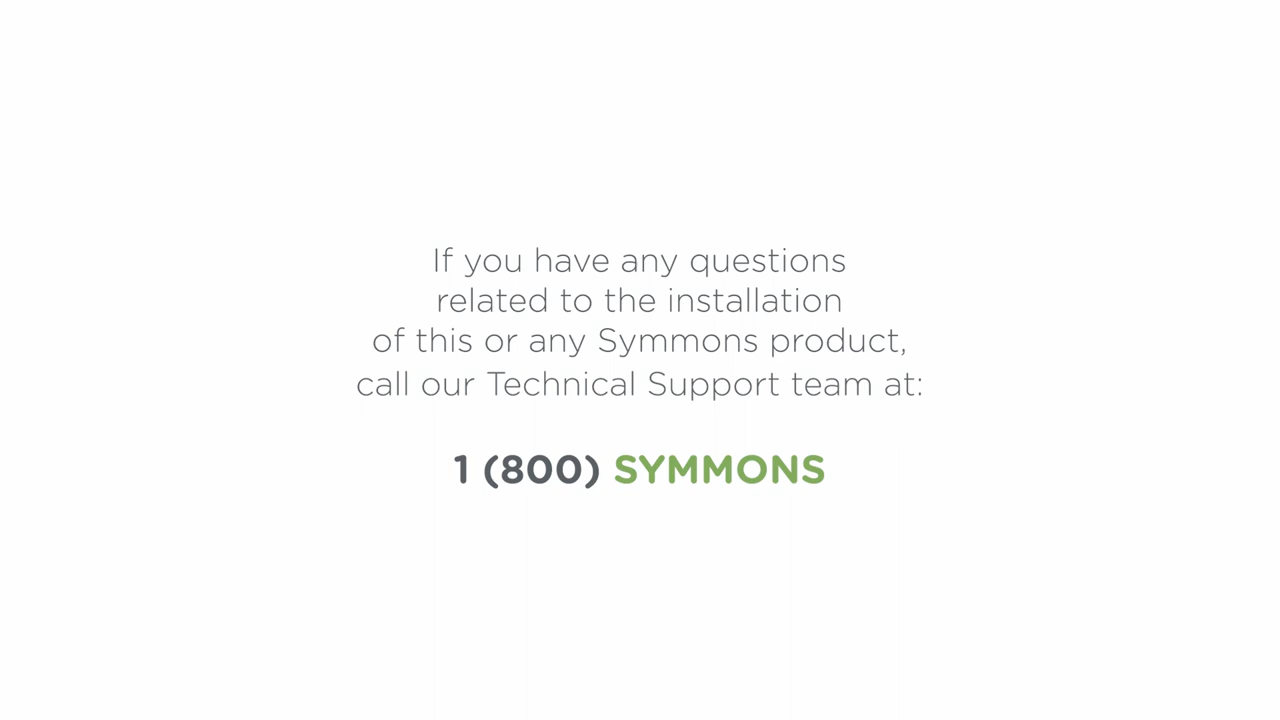 If you have any questions
related to the installation
of this or any Symmons product,
call our Technical Support team at:
1 (800) SYMMONS